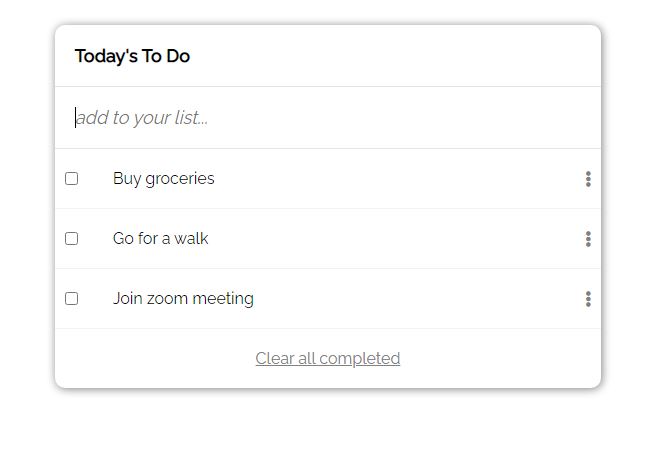 Today's To Do
add to your list...
Buy groceries
Go for a walk
Join zoom meeting
Clear all completed